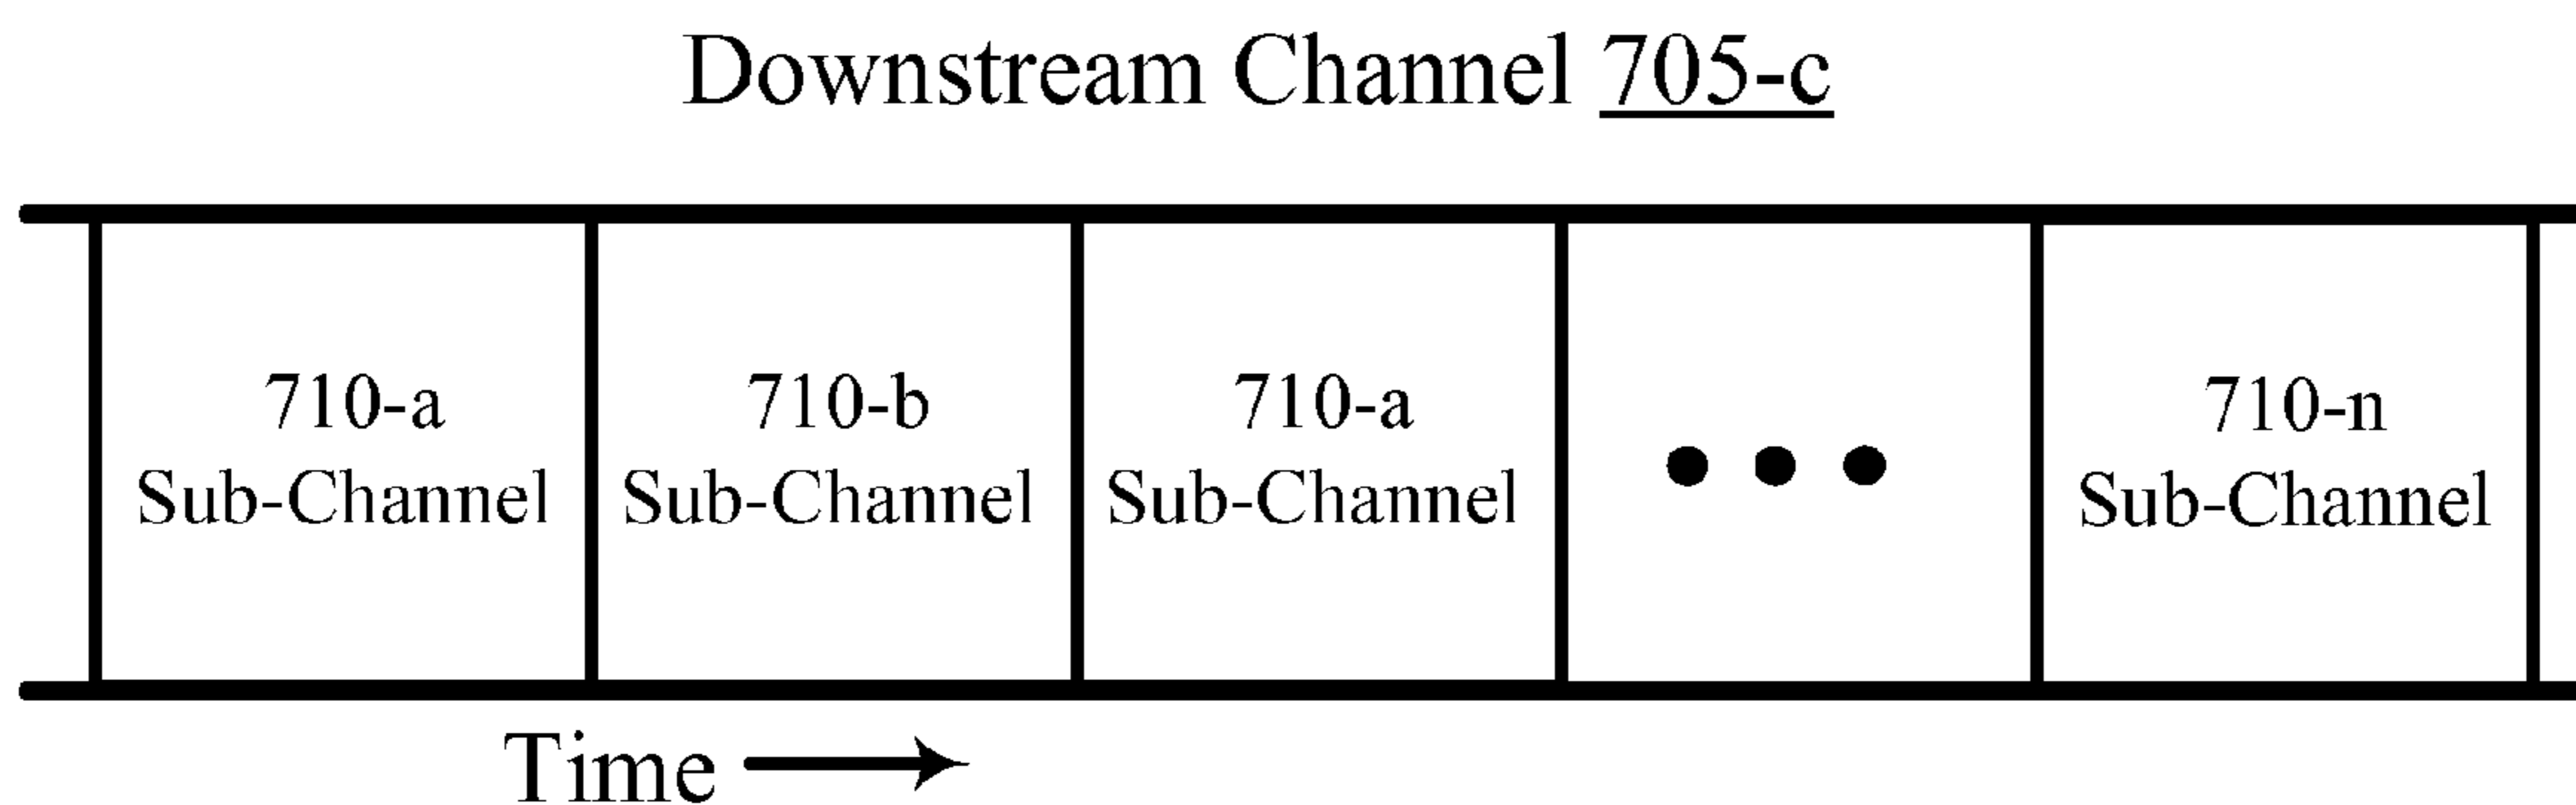 Downstream Channel 705-c
710-a
Sub-Channel
710-b
Sub-Channel
710-a
Sub-Channel
710-n
Sub-Channel
Time